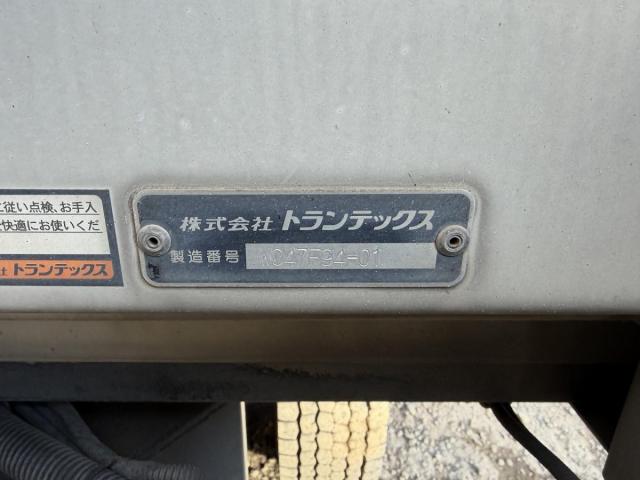 に従い点検、お手入
快適にお使いくだ
社 トランテックス
株式会社 トランテックス
製造番号 WC47F94-01